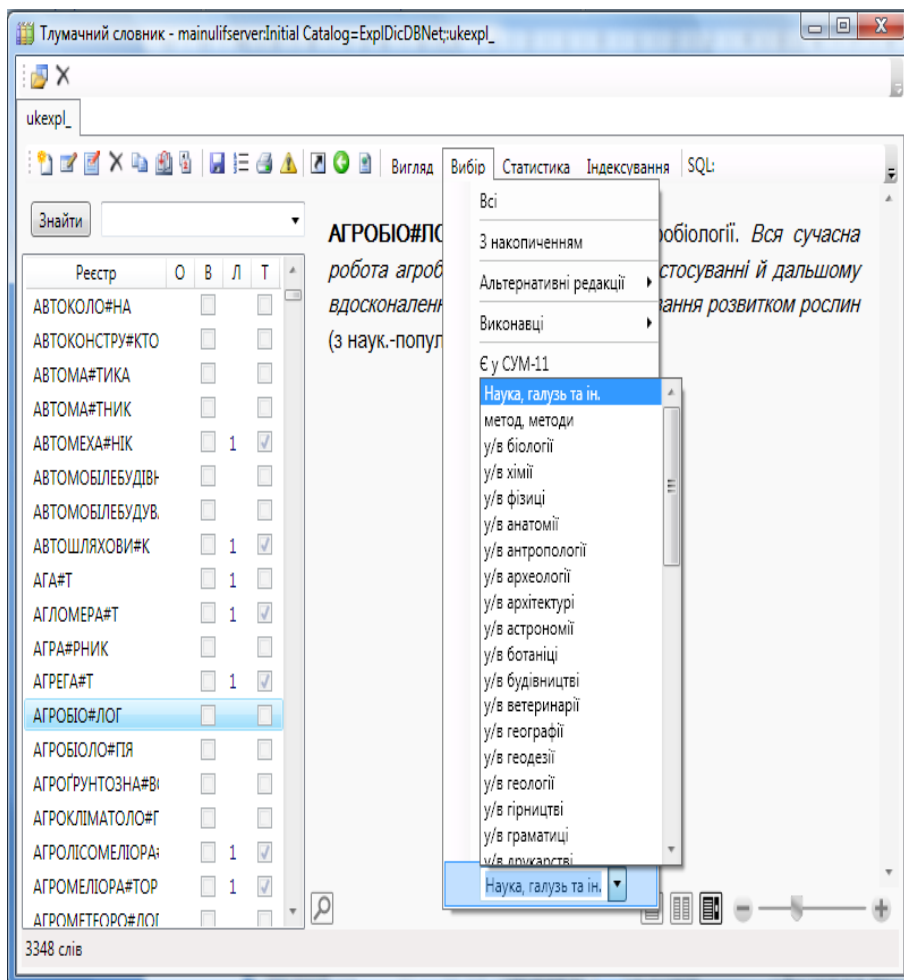 Тлумачний словник - mainulifserver:Initial Catalog=ExplDicDBNet;:ukexpl_
ukexpl_
Вигляд Вибір Статистика Індексування SQL:
Знайти
Реєстр О В Л Т
АВТОКОЛО#НА
АВТОКОНСТРУ#КТО
АВТОМА#ТИКА
АВТОМА#ТНИК
АВТОМЕХА#НІК 1
АВТОМОБІЛЕБУДІВН
АВТОМОБІЛЕБУДУВ.
АВТОШЛЯХОВИ#К 1
АГА#Т 1
АГЛОМЕРА#Т 1
АГРА#РНИК
АГРЕГА#Т 1
АГРОБІО#ЛОГ
АГРОБІОЛО#ГІЯ
АГРОҐРУНТОЗНА#В
АГРОКЛІМАТОЛО#Г
АГРОЛІСОМЕЛІОРА 1
АГРОМЕЛІОРА#ТОР 1
АГРОМЕТЕОРО#ЛОГ
3348 слів
АГРОБІО#ЛО обіології. Вся сучасна
робота агроб стосуванні й дальшому
вдосконален ання розвитком рослин
(з наук.-попул
Всі
З накопиченням
Альтернативні редакції
Виконавці
Є у СУМ-11
Наука, галузь та ін.
метод, методи
у/в біології
у/в хімії
у/в фізиці
у/в анатомії
у/в антропології
у/в археології
у/в архітектурі
у/в астрономії
у/в ботаніці
у/в будівництві
у/в ветеринарії
у/в географії
у/в геодезії
у/в геології
у/в гірництві
у/в граматиці
у/в друкарстві
Наука, галузь та ін.